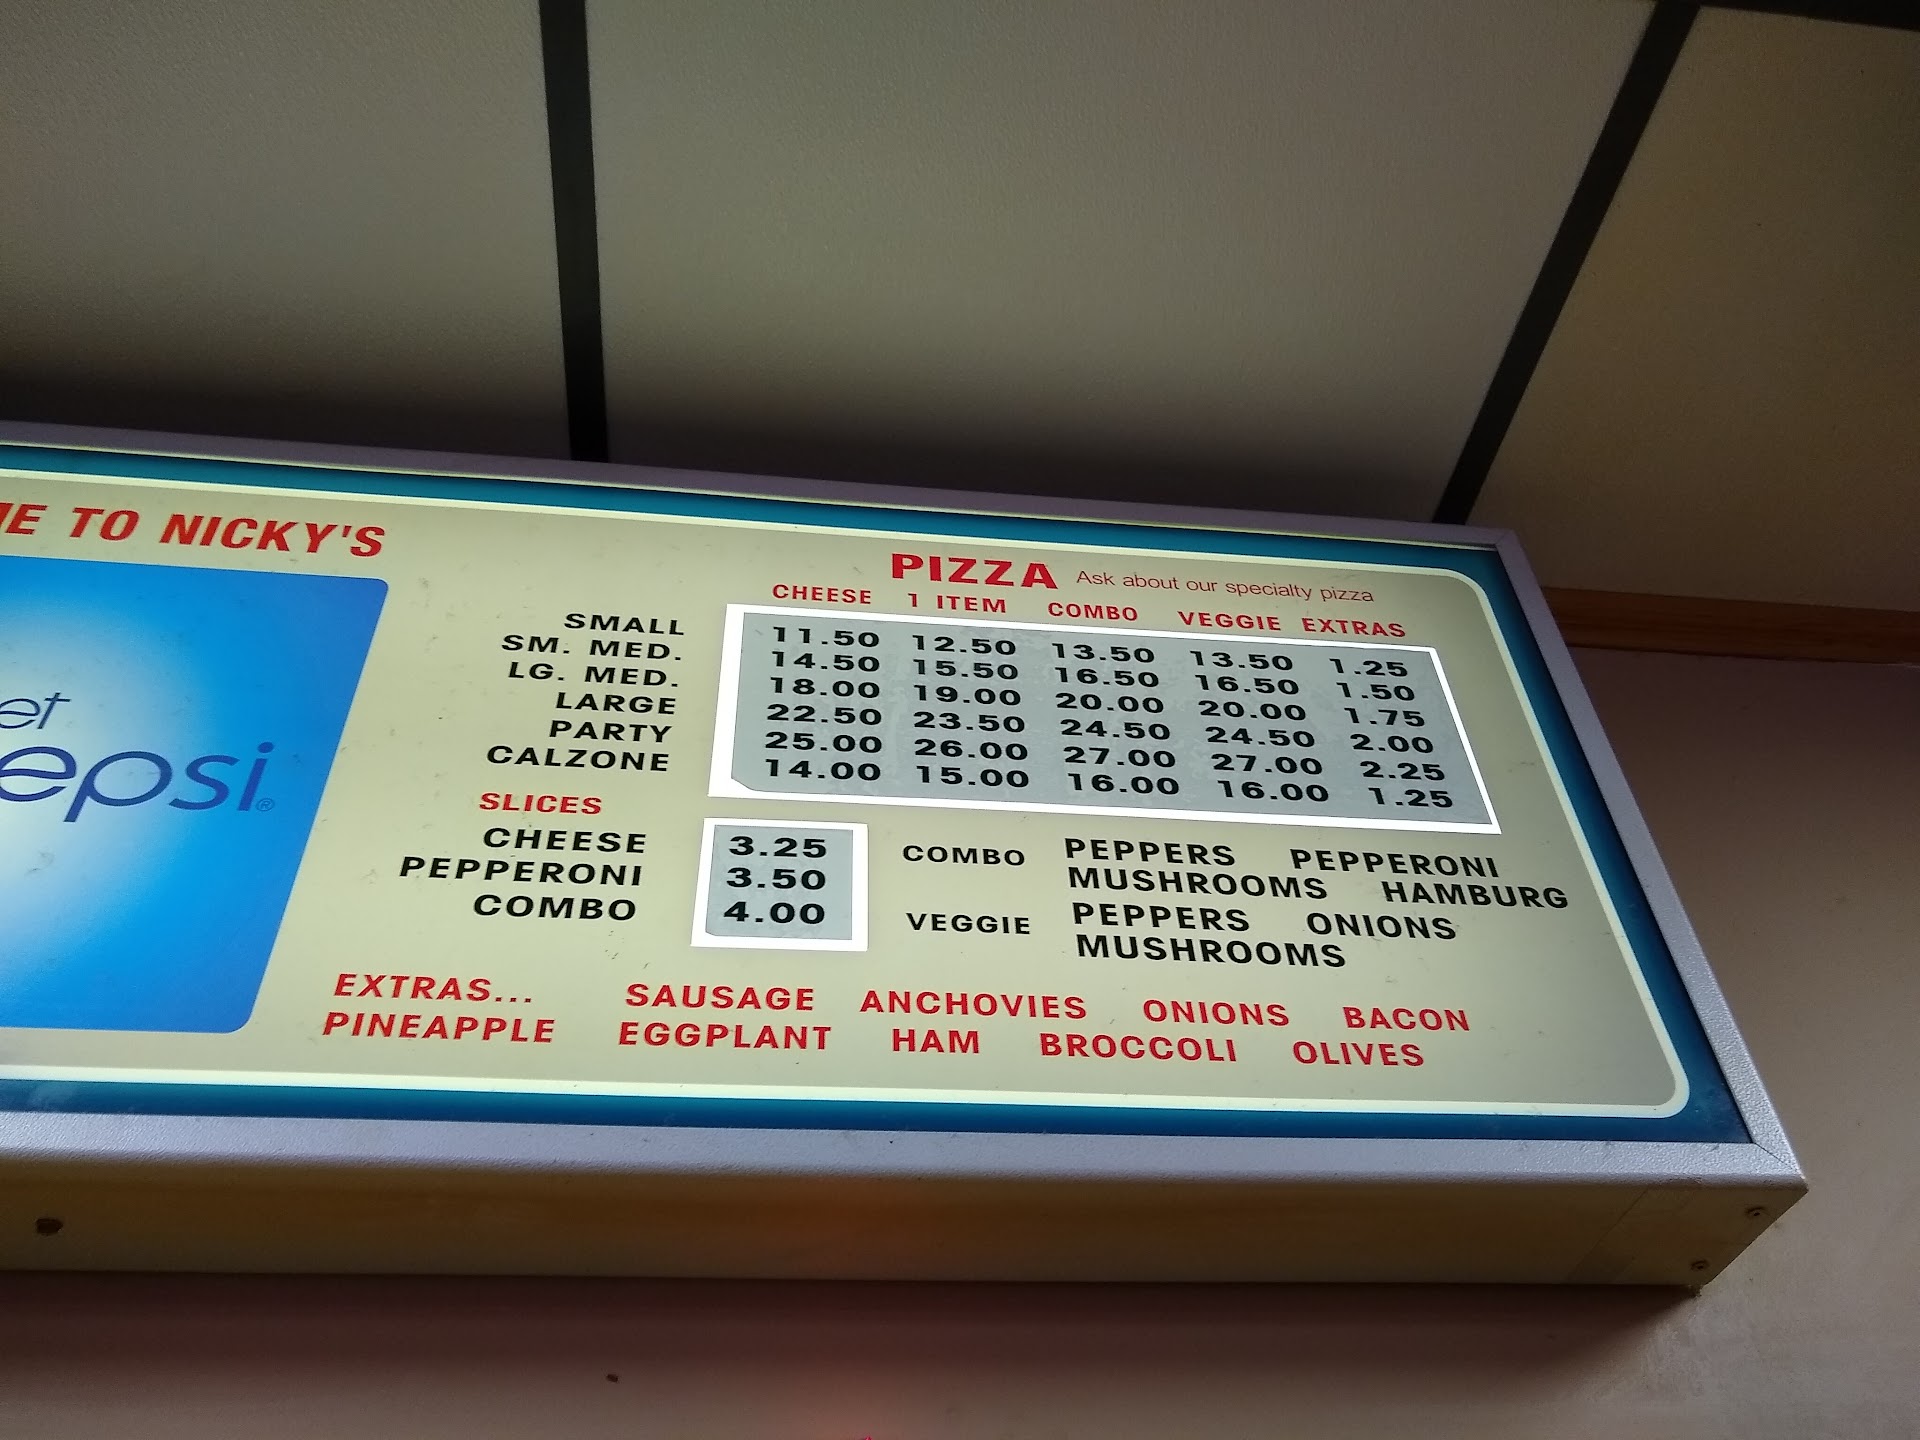 TO NICKY'S
PIZZA Ask about our specialty pizza
CHEESE 1 ITEM COMBO VEGGIE EXTRAS
SMALL 11.50 12.50 13.50 13.50 1.25
SM. MED. 14.50 15.50 16.50 16.50 1.50
LG. MED. 18.00 19.00 20.00 20.00 1.75
LARGE 22.50 23.50 24.50 24.50 2.00
PARTY 25.00 26.00 27.00 27.00 2.25
CALZONE 14.00 15.00 16.00 16.00 1.25
SLICES
CHEESE 3.25
PEPPERONI 3.50
COMBO 4.00
COMBO PEPPERS PEPPERONI
MUSHROOMS HAMBURG
VEGGIE PEPPERS ONIONS
MUSHROOMS
EXTRAS... SAUSAGE ANCHOVIES ONIONS BACON
PINEAPPLE EGGPLANT HAM BROCCOLI OLIVES
epsi®